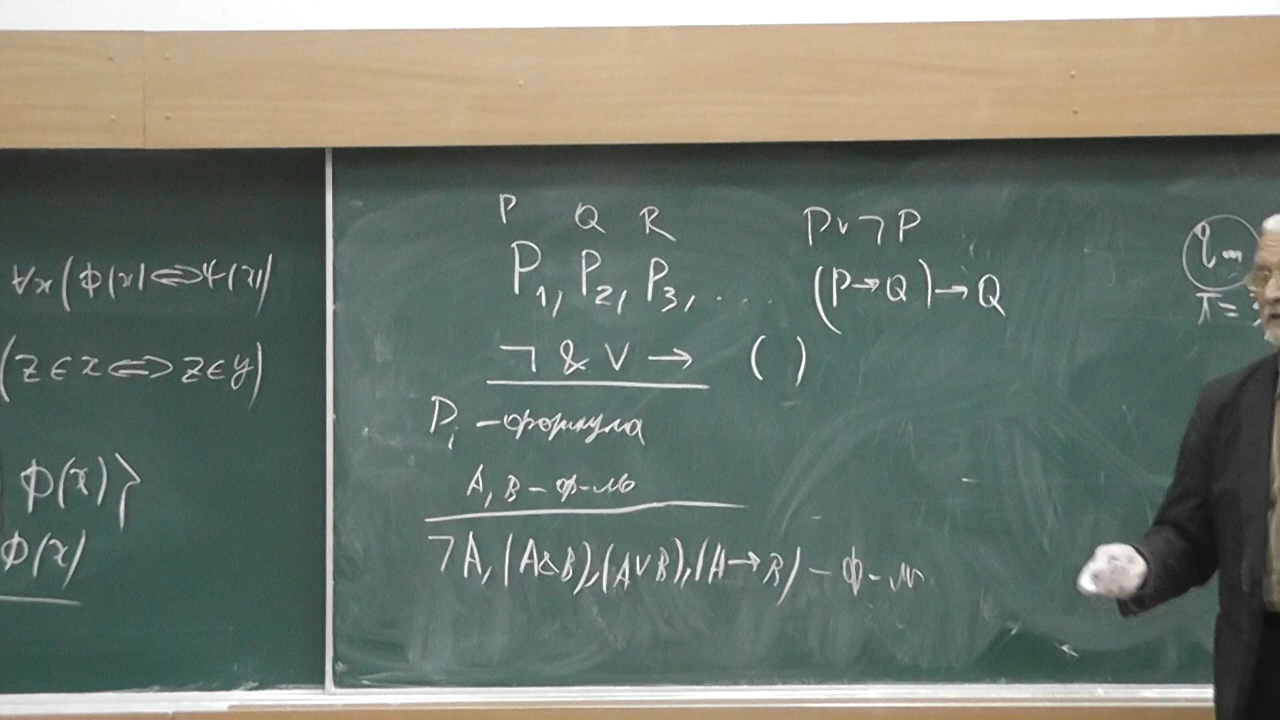 ∀x(Φ(x)⇔Ψ(x))
(z∈x⇔z∈y)
Φ(x)}
Φ(x)
P Q R
P₁, P₂, P₃, ...
¬ & ∨ → ( )
Pᵢ – формула
A, B – ф-лы
¬A, (A&B), (A∨B), (A→B) – ф-лы
P∨¬P
(P→Q)→Q
π=